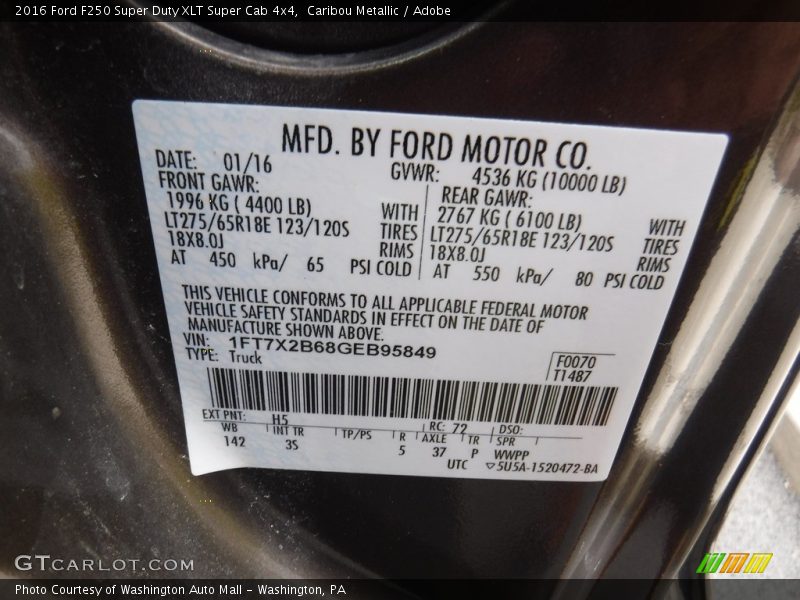 2016 Ford F250 Super Duty XLT Super Cab 4x4, Caribou Metallic / Adobe
MFD. BY FORD MOTOR CO.
DATE: 01/16 GVWR: 4536 KG (10000 LB)
FRONT GAWR: REAR GAWR:
1996 KG ( 4400 LB) WITH 2767 KG ( 6100 LB) WITH
LT275/65R18E 123/120S TIRES LT275/65R18E 123/120S TIRES
18X8.0J RIMS 18X8.0J RIMS
AT 450 kPa/ 65 PSI COLD AT 550 kPa/ 80 PSI COLD
THIS VEHICLE CONFORMS TO ALL APPLICABLE FEDERAL MOTOR
VEHICLE SAFETY STANDARDS IN EFFECT ON THE DATE OF
MANUFACTURE SHOWN ABOVE.
VIN: 1FT7X2B68GEB95849
TYPE: Truck
F0070
T1487
EXT PNT: H5 RC: 72 DSO:
WB INT TR TP/PS R AXLE TR SPR
142 3S 5 37 P WWPP
UTC ▽5U5A-1520472-BA
GTCARLOT.COM
Photo Courtesy of Washington Auto Mall – Washington, PA